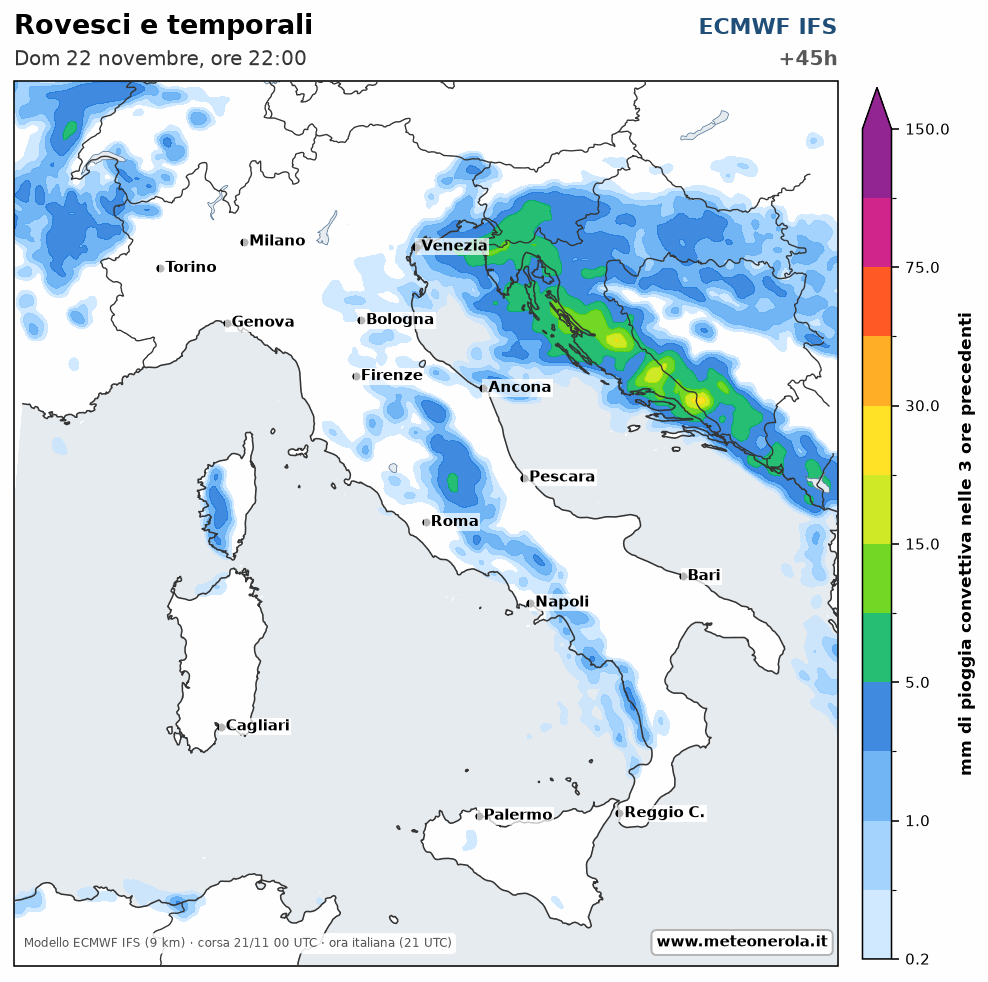 Rovesci e temporali
ECMWF IFS
Dom 22 novembre, ore 22:00
+45h
150.0
75.0
30.0
15.0
5.0
1.0
0.2
mm di pioggia convettiva nelle 3 ore precedenti
Milano
Venezia
Torino
Genova
Bologna
Firenze
Ancona
Pescara
Roma
Bari
Napoli
Cagliari
Palermo
Reggio C.
Modello ECMWF IFS (9 km) · corsa 21/11 00 UTC · ora italiana (21 UTC)
www.meteonerola.it